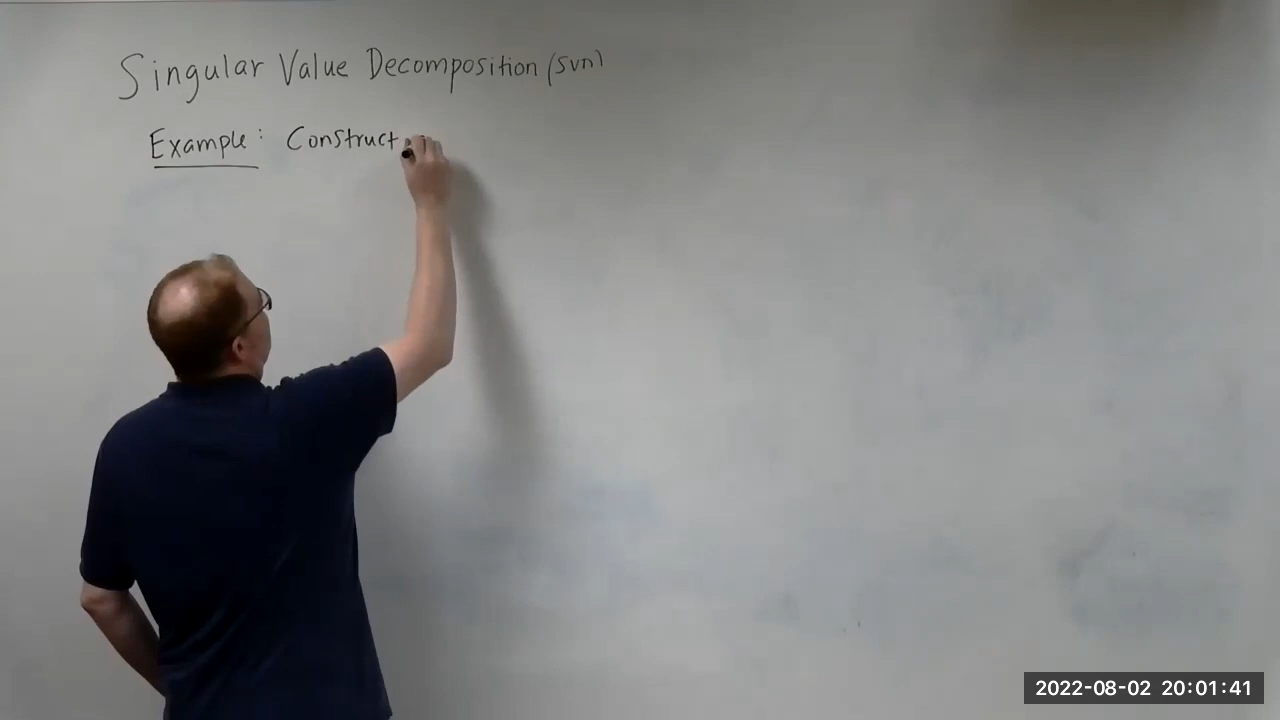 Singular Value Decomposition (SVD)
Example: Construct
2022-08-02 20:01:41